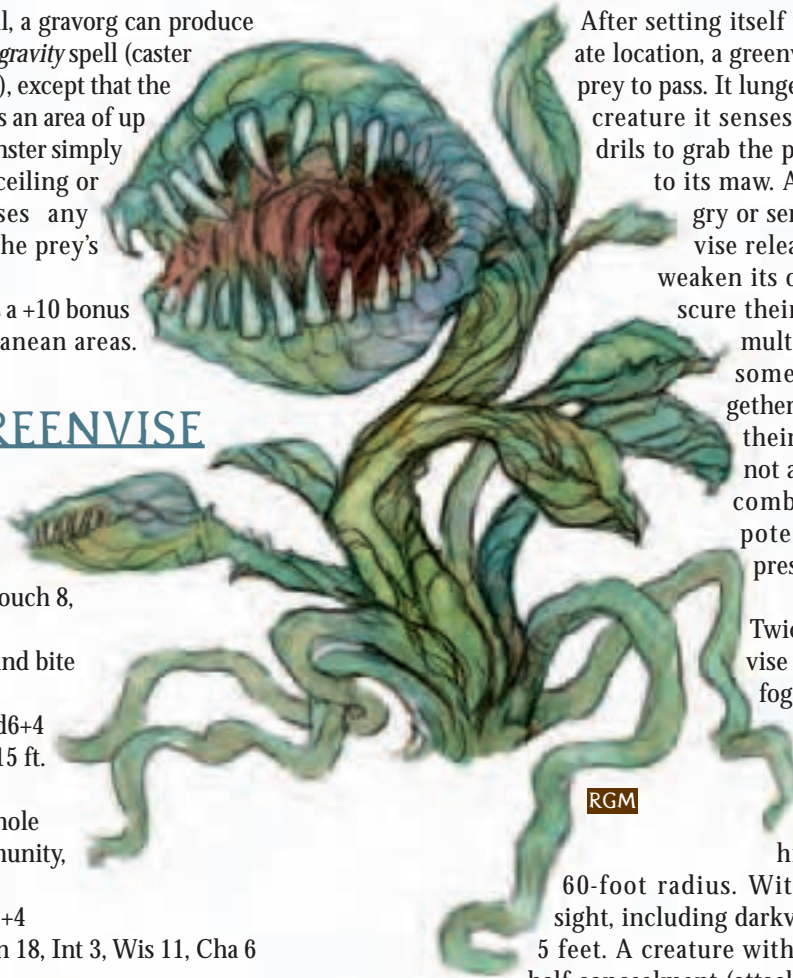 l, a gravorg can produce
gravity spell (caster
), except that the
s an area of up
nster simply
ceiling or
ses any
he prey's
a +10 bonus
anean areas.
REENVISE
ouch 8,
nd bite
d6+4
15 ft.
hole
munity,
+4
n 18, Int 3, Wis 11, Cha 6
After setting itself
ate location, a greenv
prey to pass. It lunge
creature it senses
drils to grab the p
to its maw. A
gry or ser
vise relea
weaken its o
scure their
mult
some
gether
their
not a
comb
pote
pres
Twic
vise
fog
RGM
h
60-foot radius. Wit
sight, including darkv
5 feet. A creature with
half concealment (attack